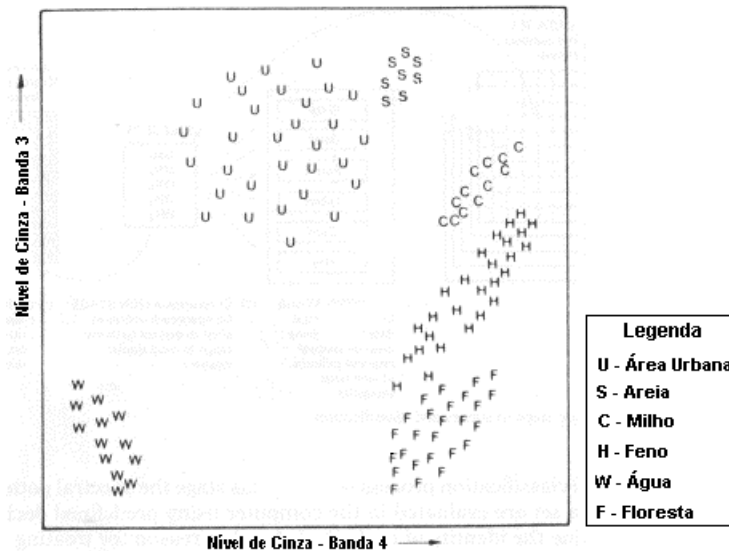 Nível de Cinza - Banda 3
Nível de Cinza - Banda 4
Legenda
U - Área Urbana
S - Areia
C - Milho
H - Feno
W - Água
F - Floresta